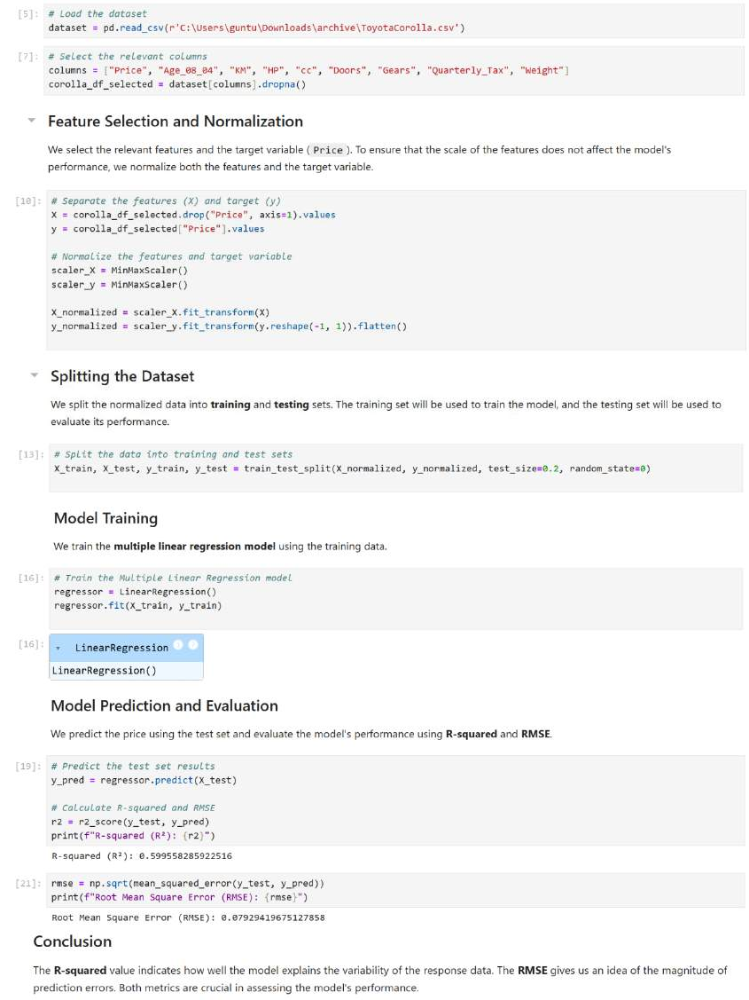 [5]: # Load the dataset
dataset = pd.read_csv(r'C:\Users\guntu\Downloads\archive\ToyotaCorolla.csv')
[7]: # Select the relevant columns
columns = ["Price", "Age_08_04", "KM", "HP", "cc", "Doors", "Gears", "Quarterly_Tax", "Weight"]
corolla_df_selected = dataset[columns].dropna()
Feature Selection and Normalization
We select the relevant features and the target variable ( Price ). To ensure that the scale of the features does not affect the model's
performance, we normalize both the features and the target variable.
[10]: # Separate the features (X) and target (y)
X = corolla_df_selected.drop("Price", axis=1).values
y = corolla_df_selected["Price"].values
# Normalize the features and target variable
scaler_X = MinMaxScaler()
scaler_y = MinMaxScaler()
X_normalized = scaler_X.fit_transform(X)
y_normalized = scaler_y.fit_transform(y.reshape(-1, 1)).flatten()
Splitting the Dataset
We split the normalized data into training and testing sets. The training set will be used to train the model, and the testing set will be used to
evaluate its performance.
[13]: # Split the data into training and test sets
X_train, X_test, y_train, y_test = train_test_split(X_normalized, y_normalized, test_size=0.2, random_state=0)
Model Training
We train the multiple linear regression model using the training data.
[16]: # Train the Multiple Linear Regression model
regressor = LinearRegression()
regressor.fit(X_train, y_train)
[16]: LinearRegression
LinearRegression()
Model Prediction and Evaluation
We predict the price using the test set and evaluate the model's performance using R-squared and RMSE.
[19]: # Predict the test set results
y_pred = regressor.predict(X_test)
# Calculate R-squared and RMSE
r2 = r2_score(y_test, y_pred)
print(f"R-squared (R²): {r2}")
R-squared (R²): 0.599558285922516
[21]: rmse = np.sqrt(mean_squared_error(y_test, y_pred))
print(f"Root Mean Square Error (RMSE): {rmse}")
Root Mean Square Error (RMSE): 0.07929419675127858
Conclusion
The R-squared value indicates how well the model explains the variability of the response data. The RMSE gives us an idea of the magnitude of
prediction errors. Both metrics are crucial in assessing the model's performance.